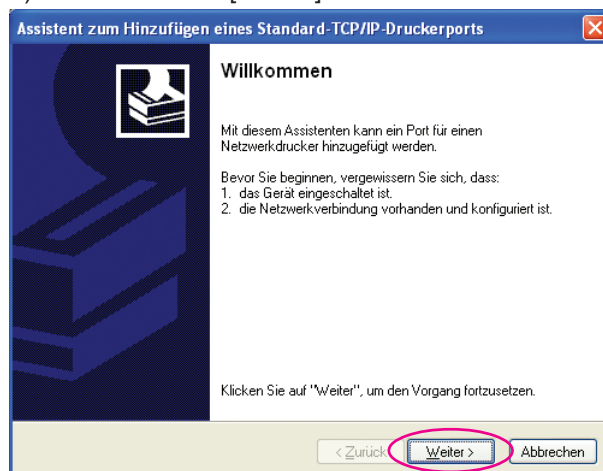 Assistent zum Hinzufügen eines Standard-TCP/IP-Druckerports
Willkommen
Mit diesem Assistenten kann ein Port für einen
Netzwerkdrucker hinzugefügt werden.
Bevor Sie beginnen, vergewissern Sie sich, dass:
1. das Gerät eingeschaltet ist.
2. die Netzwerkverbindung vorhanden und konfiguriert ist.
Klicken Sie auf "Weiter", um den Vorgang fortzusetzen.
< Zurück Weiter > Abbrechen